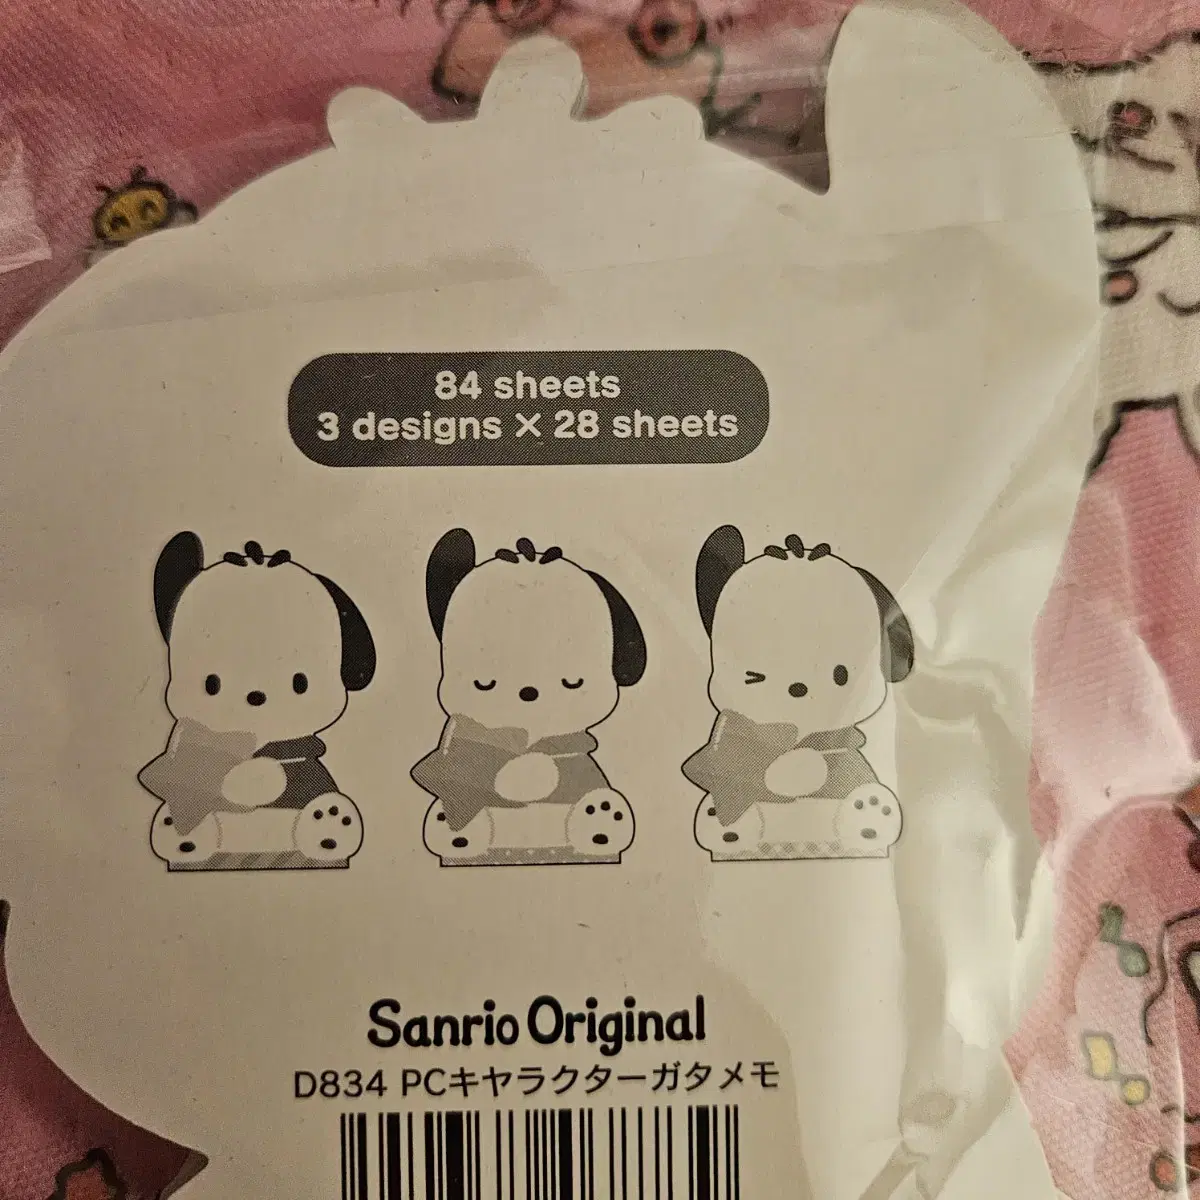 84 sheets
3 designs × 28 sheets
Sanrio Original
D834 PCキャラクターガタメモ